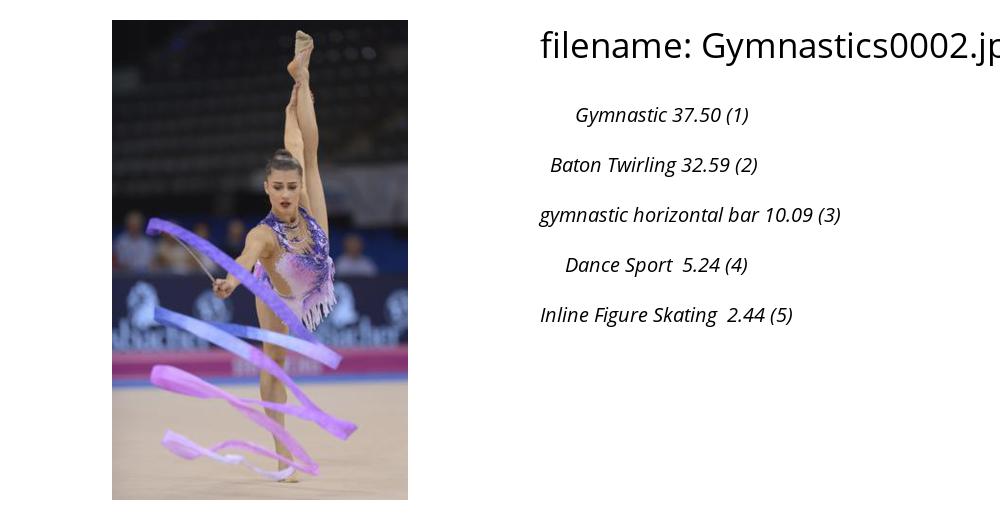 filename: Gymnastics0002.jp
Gymnastic 37.50 (1)
Baton Twirling 32.59 (2)
gymnastic horizontal bar 10.09 (3)
Dance Sport  5.24 (4)
Inline Figure Skating  2.44 (5)